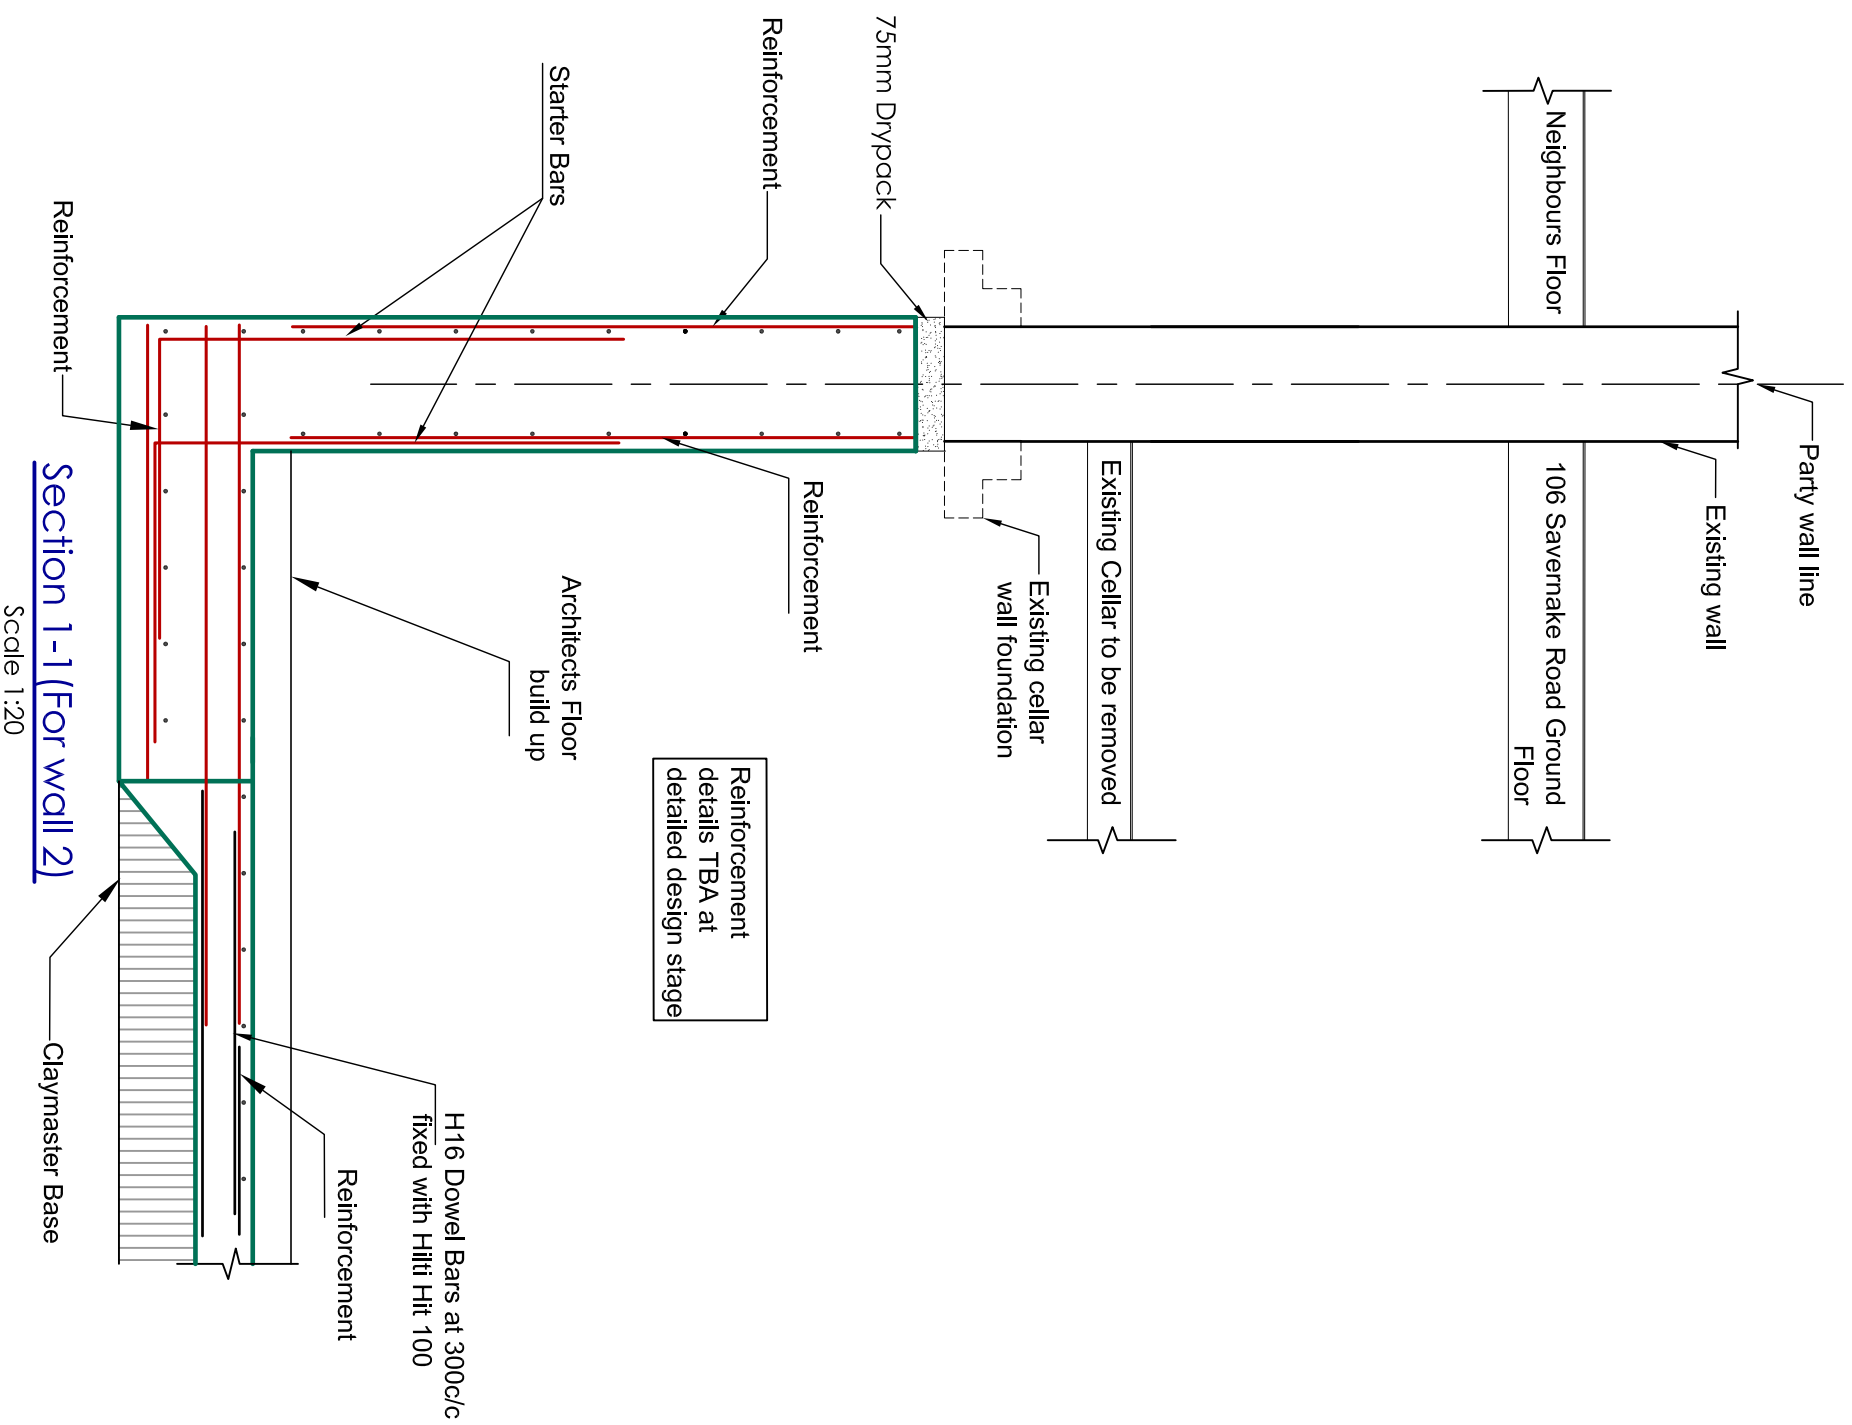 Party wall line
Existing wall
Neighbours Floor
106 Savernake Road Ground
Floor
Existing Cellar to be removed
Existing cellar
wall foundation
75mm Drypack
Reinforcement
Reinforcement
Reinforcement
details TBA at
detailed design stage
Starter Bars
Architects Floor
build up
H16 Dowel Bars at 300c/c
fixed with Hilti Hit 100
Reinforcement
Reinforcement
Claymaster Base
Section 1-1 (For wall 2)
Scale 1:20